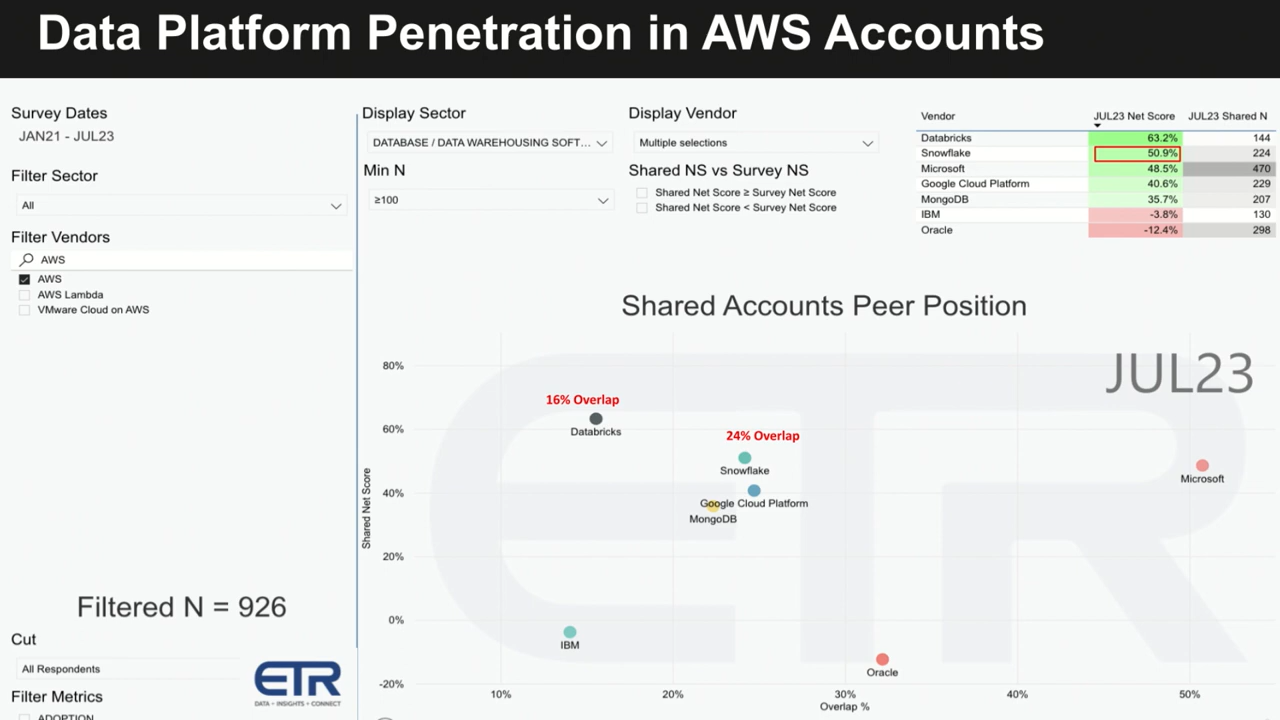 Data Platform Penetration in AWS Accounts
Survey Dates
JAN21 - JUL23
Filter Sector
All
Filter Vendors
AWS
AWS
AWS Lambda
VMware Cloud on AWS
Filtered N = 926
Cut
All Respondents
Filter Metrics
ADOPTION
ETR
DATA • INSIGHTS • CONNECT
Display Sector
DATABASE / DATA WAREHOUSING SOFT...
Min N
≥100
Display Vendor
Multiple selections
Shared NS vs Survey NS
Shared Net Score ≥ Survey Net Score
Shared Net Score < Survey Net Score
Vendor JUL23 Net Score JUL23 Shared N
Databricks 63.2% 144
Snowflake 50.9% 224
Microsoft 48.5% 470
Google Cloud Platform 40.6% 229
MongoDB 35.7% 207
IBM -3.8% 130
Oracle -12.4% 298
Shared Accounts Peer Position
ETR
JUL23
Shared Net Score
80%
60%
40%
20%
0%
-20%
16% Overlap
Databricks
24% Overlap
Snowflake
Microsoft
Google Cloud Platform
MongoDB
IBM
Oracle
10% 20% 30% 40% 50%
Overlap %